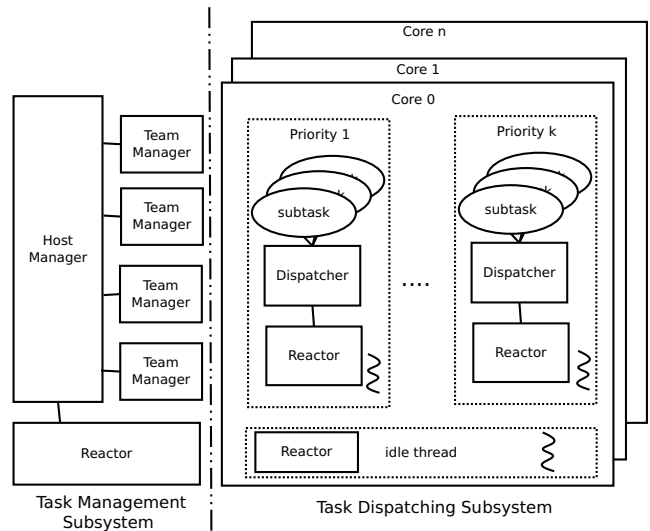 Core n
Core 1
Core 0
Host
Manager
Team
Manager
Team
Manager
Team
Manager
Team
Manager
Reactor
Task Management
Subsystem
Priority 1
subtask
Dispatcher
Reactor
....
Priority k
subtask
Dispatcher
Reactor
Reactor
idle thread
Task Dispatching Subsystem